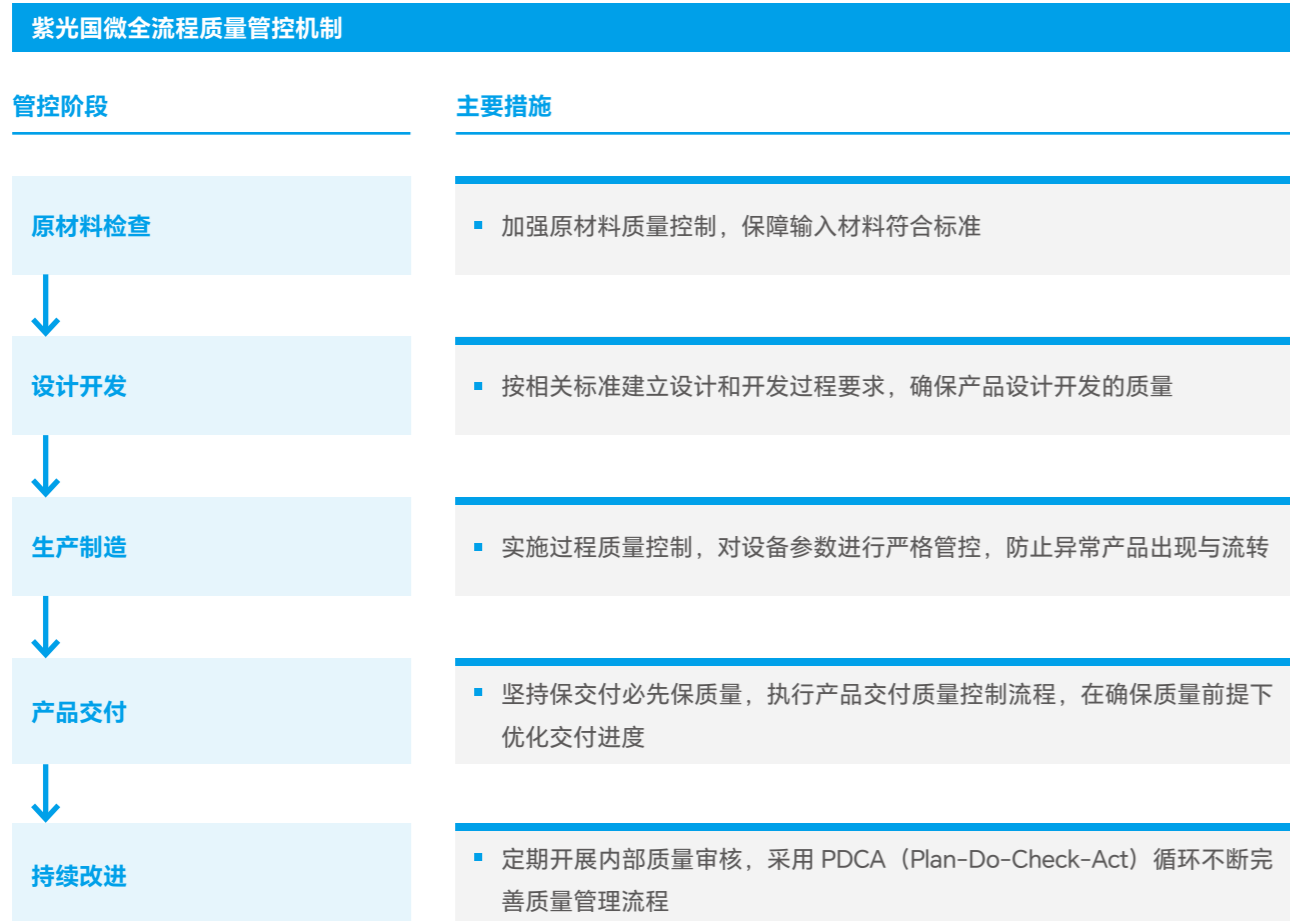 紫光国微全流程质量管控机制
管控阶段
主要措施
原材料检查
▪ 加强原材料质量控制，保障输入材料符合标准
设计开发
▪ 按相关标准建立设计和开发过程要求，确保产品设计开发的质量
生产制造
▪ 实施过程质量控制，对设备参数进行严格管控，防止异常产品出现与流转
产品交付
▪ 坚持保交付必先保质量，执行产品交付质量控制流程，在确保质量前提下
优化交付进度
持续改进
▪ 定期开展内部质量审核，采用 PDCA（Plan-Do-Check-Act）循环不断完
善质量管理流程